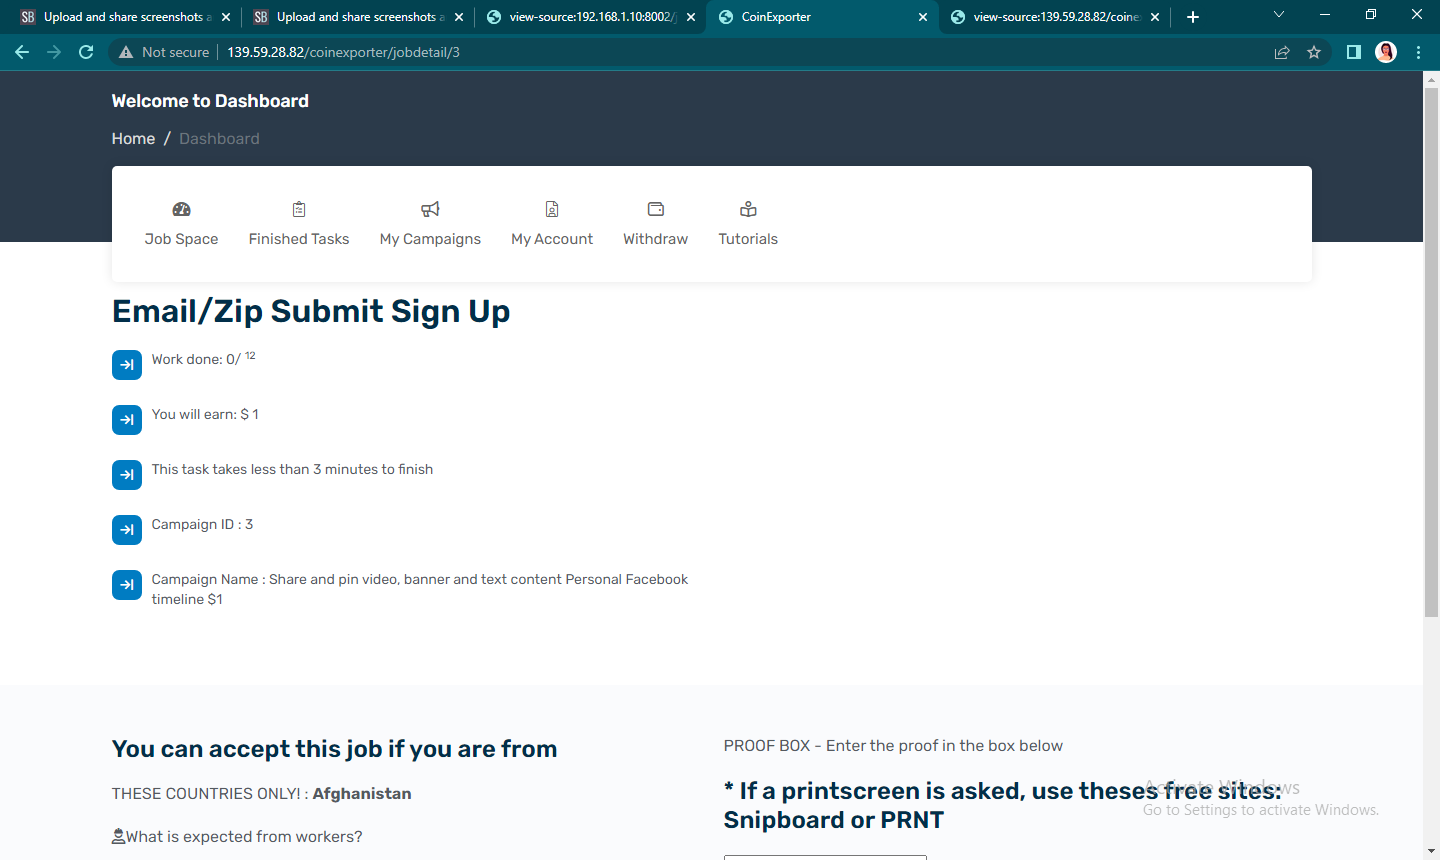 Upload and share screenshots a
Upload and share screenshots a
view-source:192.168.1.10:8002/j
CoinExporter
view-source:139.59.28.82/coinex
Not secure
139.59.28.82/coinexporter/jobdetail/3
Welcome to Dashboard
Home / Dashboard
Job Space
Finished Tasks
My Campaigns
My Account
Withdraw
Tutorials
Email/Zip Submit Sign Up
Work done: 0/ 12
You will earn: $ 1
This task takes less than 3 minutes to finish
Campaign ID : 3
Campaign Name : Share and pin video, banner and text content Personal Facebook
timeline $1
You can accept this job if you are from
THESE COUNTRIES ONLY! : Afghanistan
What is expected from workers?
PROOF BOX - Enter the proof in the box below
* If a printscreen is asked, use theses free sites:
Snipboard or PRNT
Activate Windows
Go to Settings to activate Windows.